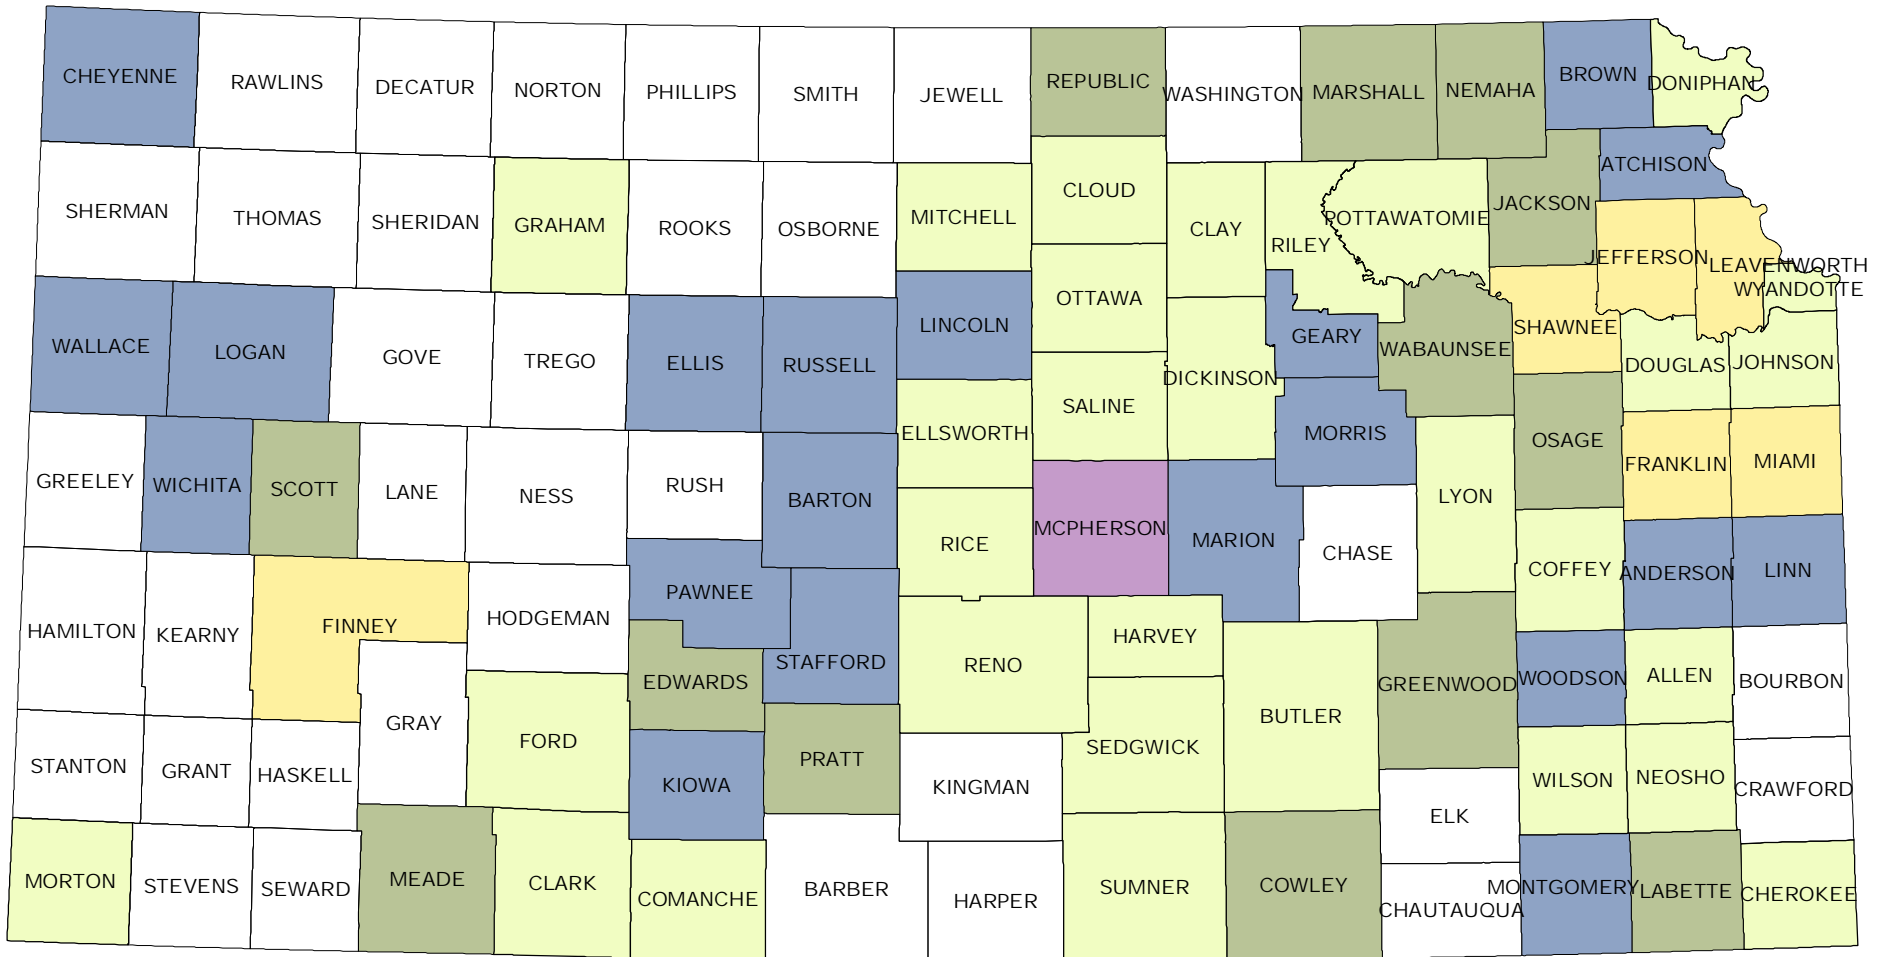 CHEYENNE
RAWLINS
DECATUR
NORTON
PHILLIPS
SMITH
JEWELL
REPUBLIC
WASHINGTON
MARSHALL
NEMAHA
BROWN
DONIPHAN
SHERMAN
THOMAS
SHERIDAN
GRAHAM
ROOKS
OSBORNE
MITCHELL
CLOUD
CLAY
RILEY
POTTAWATOMIE
JACKSON
ATCHISON
JEFFERSON
LEAVENWORTH
WYANDOTTE
WALLACE
LOGAN
GOVE
TREGO
ELLIS
RUSSELL
LINCOLN
OTTAWA
DICKINSON
GEARY
WABAUNSEE
SHAWNEE
DOUGLAS
JOHNSON
GREELEY
WICHITA
SCOTT
LANE
NESS
RUSH
BARTON
ELLSWORTH
SALINE
MORRIS
LYON
OSAGE
FRANKLIN
MIAMI
RICE
MCPHERSON
MARION
CHASE
COFFEY
ANDERSON
LINN
HAMILTON
KEARNY
FINNEY
HODGEMAN
PAWNEE
STAFFORD
EDWARDS
RENO
HARVEY
BUTLER
GREENWOOD
WOODSON
ALLEN
BOURBON
STANTON
GRANT
HASKELL
GRAY
FORD
KIOWA
PRATT
KINGMAN
SEDGWICK
ELK
WILSON
NEOSHO
CRAWFORD
MORTON
STEVENS
SEWARD
MEADE
CLARK
COMANCHE
BARBER
HARPER
SUMNER
COWLEY
CHAUTAUQUA
MONTGOMERY
LABETTE
CHEROKEE